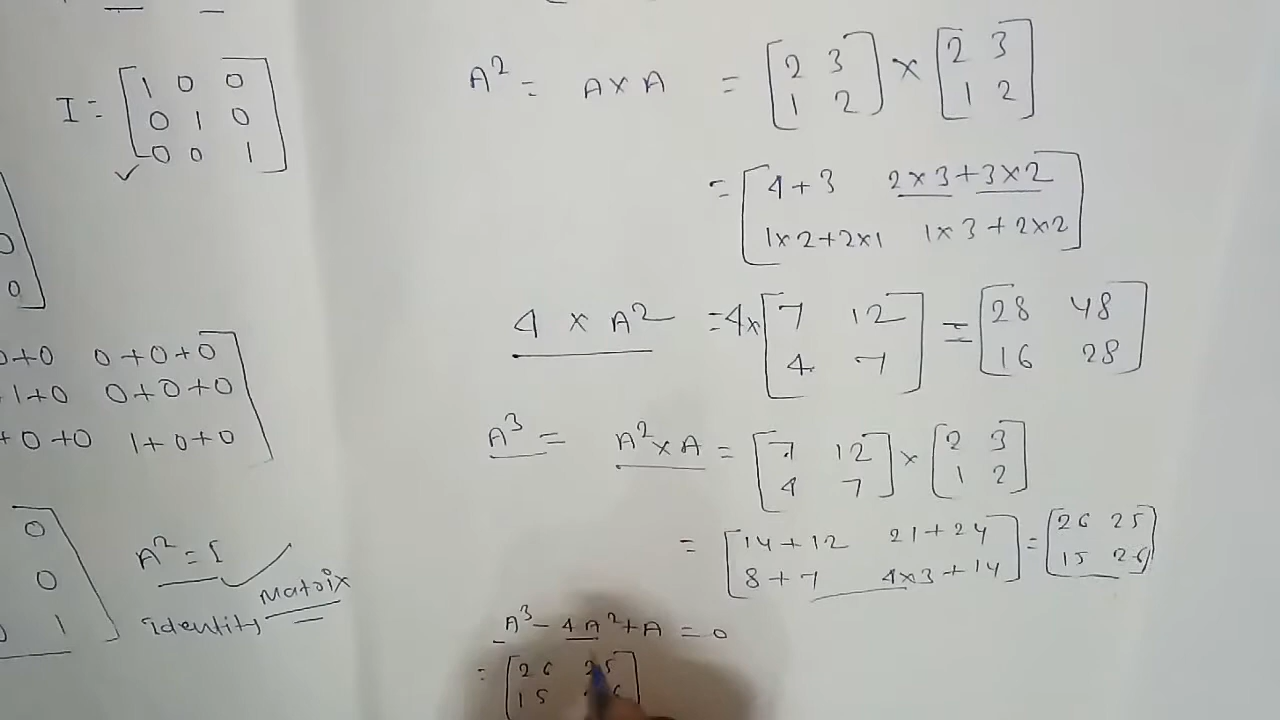 I = [1 0 0
0 1 0
0 0 1]
✓
0
0]
0+0 0+0+0
1+0 0+0+0
+0+0 1+0+0]
0
0
0 1]
A² = I ✓
Identity Matrix
A² = A×A = [2 3 1 2] × [2 3 1 2]
= [4+3 2×3+3×2
1×2+2×1 1×3+2×2]
4 × A² = 4× [7 12 4 7] = [28 48 16 28]
A³ = A²×A = [7 12 4 7] × [2 3 1 2]
= [14+12 21+24 8+7 4×3+14] = [26 25 15 26]
A³ - 4A² + A = 0
= [26 25
15